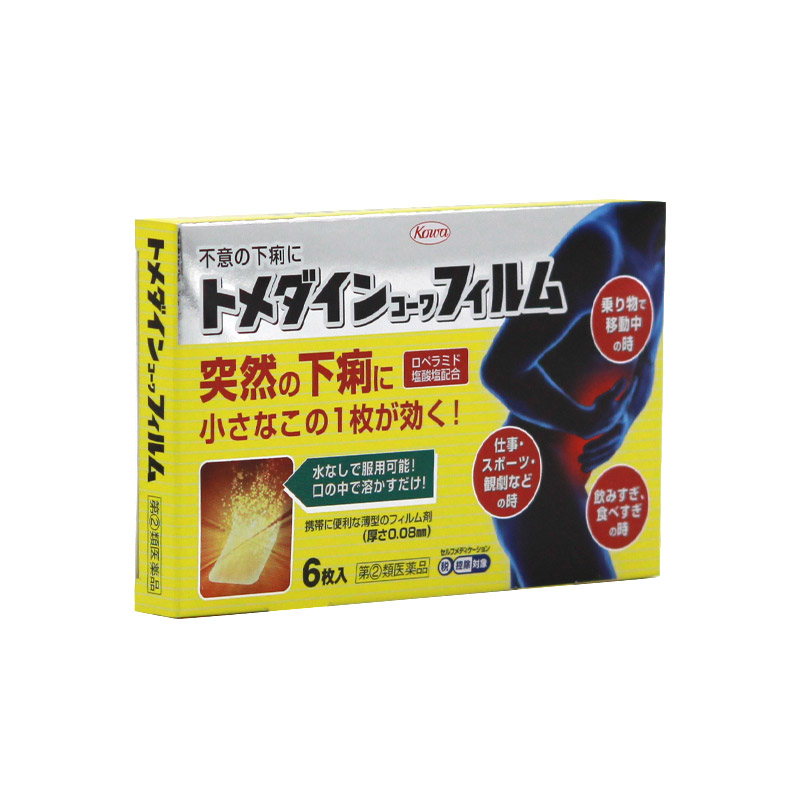 Kowa
不意の下痢に
トメダインコーワフィルム
突然の下痢に
ロペラミド
塩酸塩配合
小さなこの1枚が効く!
水なしで服用可能!
口の中で溶かすだけ!
携帯に便利な薄型のフィルム剤
(厚さ0.08mm)
6枚入
指②類医薬品
セルフメディケーション
税 控除 対象
乗り物で
移動中
の時
仕事・
スポーツ・
観劇など
の時
飲みすぎ、
食べすぎ
の時
トメダインコーワフィルム
指②類医薬品